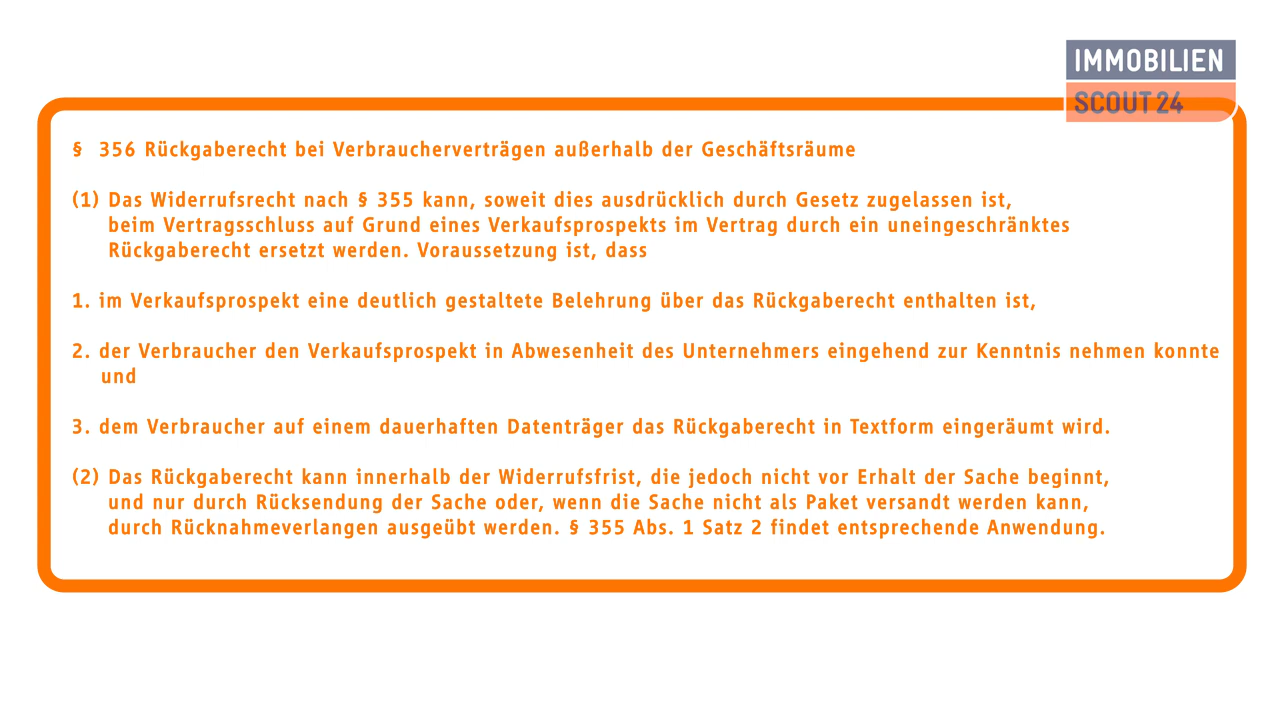 IMMOBILIEN
SCOUT 24
§ 356 Rückgaberecht bei Verbraucherverträgen außerhalb der Geschäftsräume
(1) Das Widerrufsrecht nach § 355 kann, soweit dies ausdrücklich durch Gesetz zugelassen ist,
beim Vertragsschluss auf Grund eines Verkaufsprospekts im Vertrag durch ein uneingeschränktes
Rückgaberecht ersetzt werden. Voraussetzung ist, dass
1. im Verkaufsprospekt eine deutlich gestaltete Belehrung über das Rückgaberecht enthalten ist,
2. der Verbraucher den Verkaufsprospekt in Abwesenheit des Unternehmers eingehend zur Kenntnis nehmen konnte
und
3. dem Verbraucher auf einem dauerhaften Datenträger das Rückgaberecht in Textform eingeräumt wird.
(2) Das Rückgaberecht kann innerhalb der Widerrufsfrist, die jedoch nicht vor Erhalt der Sache beginnt,
und nur durch Rücksendung der Sache oder, wenn die Sache nicht als Paket versandt werden kann,
durch Rücknahmeverlangen ausgeübt werden. § 355 Abs. 1 Satz 2 findet entsprechende Anwendung.